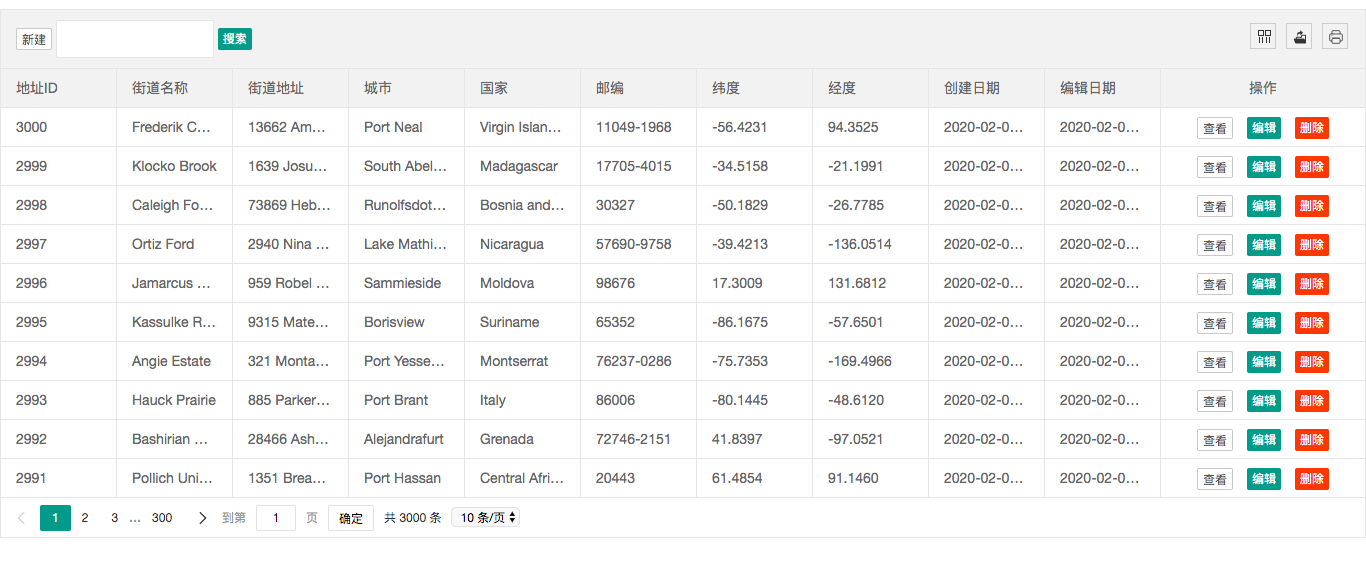 新建 搜索
地址ID 街道名称 街道地址 城市 国家 邮编 纬度 经度 创建日期 编辑日期 操作
3000 Frederik C... 13662 Am... Port Neal Virgin Islan... 11049-1968 -56.4231 94.3525 2020-02-0... 2020-02-0... 查看 编辑 删除
2999 Klocko Brook 1639 Josu... South Abel... Madagascar 17705-4015 -34.5158 -21.1991 2020-02-0... 2020-02-0... 查看 编辑 删除
2998 Caleigh Fo... 73869 Heb... Runolfsdot... Bosnia and... 30327 -50.1829 -26.7785 2020-02-0... 2020-02-0... 查看 编辑 删除
2997 Ortiz Ford 2940 Nina ... Lake Mathi... Nicaragua 57690-9758 -39.4213 -136.0514 2020-02-0... 2020-02-0... 查看 编辑 删除
2996 Jamarcus ... 959 Robel ... Sammieside Moldova 98676 17.3009 131.6812 2020-02-0... 2020-02-0... 查看 编辑 删除
2995 Kassulke R... 9315 Mate... Borisview Suriname 65352 -86.1675 -57.6501 2020-02-0... 2020-02-0... 查看 编辑 删除
2994 Angie Estate 321 Monta... Port Yesse... Montserrat 76237-0286 -75.7353 -169.4966 2020-02-0... 2020-02-0... 查看 编辑 删除
2993 Hauck Prairie 885 Parker... Port Brant Italy 86006 -80.1445 -48.6120 2020-02-0... 2020-02-0... 查看 编辑 删除
2992 Bashirian ... 28466 Ash... Alejandrafurt Grenada 72746-2151 41.8397 -97.0521 2020-02-0... 2020-02-0... 查看 编辑 删除
2991 Pollich Uni... 1351 Brea... Port Hassan Central Afri... 20443 61.4854 91.1460 2020-02-0... 2020-02-0... 查看 编辑 删除
1 2 3 ... 300 到第 1 页 确定 共 3000 条 10 条/页